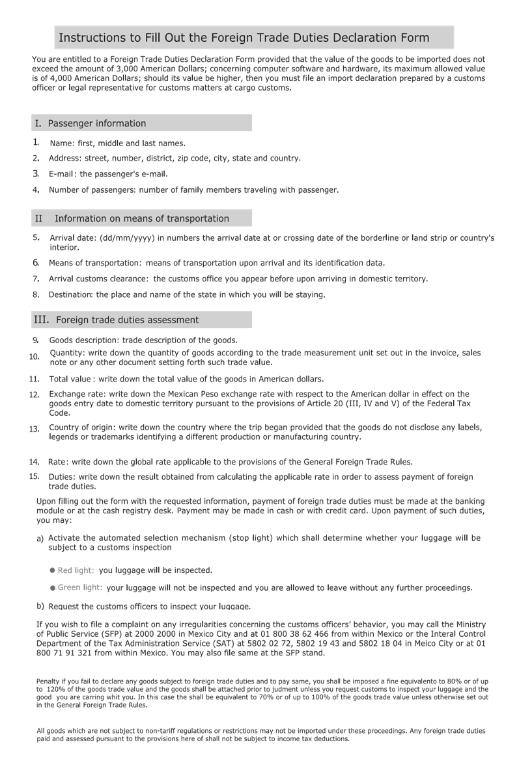 Instructions to Fill Out the Foreign Trade Duties Declaration Form
You are entitled to a Foreign Trade Duties Declaration Form provided that the value of the goods to be imported does not
exceed the amount of 3,000 American Dollars; concerning computer software and hardware, its maximum allowed value
is of 4,000 American Dollars; should its value be higher, then you must file an import declaration prepared by a customs
officer or legal representative for customs matters at cargo customs.
I. Passenger information
1. Name: first, middle and last names.
2. Address: street, number, district, zip code, city, state and country.
3. E-mail: the passenger's e-mail.
4. Number of passengers: number of family members traveling with passenger.
II Information on means of transportation
5. Arrival date: (dd/mm/yyyy) in numbers the arrival date at or crossing date of the borderline or land strip or country's
interior.
6. Means of transportation: means of transportation upon arrival and its identification data.
7. Arrival customs clearance: the customs office you appear before upon arriving in domestic territory.
8. Destination: the place and name of the state in which you will be staying.
III. Foreign trade duties assessment
9. Goods description: trade description of the goods.
10. Quantity: write down the quantity of goods according to the trade measurement unit set out in the invoice, sales
note or any other document setting forth such trade value.
11. Total value: write down the total value of the goods in American dollars.
12. Exchange rate: write down the Mexican Peso exchange rate with respect to the American dollar in effect on the
goods entry date to domestic territory pursuant to the provisions of Article 20 (III, IV and V) of the Federal Tax
Code.
13. Country of origin: write down the country where the trip began provided that the goods do not disclose any labels,
legends or trademarks identifying a different production or manufacturing country.
14. Rate: write down the global rate applicable to the provisions of the General Foreign Trade Rules.
15. Duties: write down the result obtained from calculating the applicable rate in order to assess payment of foreign
trade duties.
Upon filling out the form with the requested information, payment of foreign trade duties must be made at the banking
module or at the cash registry desk. Payment may be made in cash or with credit card. Upon payment of such duties,
you may:
a) Activate the automated selection mechanism (stop light) which shall determine whether your luggage will be
subject to a customs inspection
● Red light: you luggage will be inspected.
● Green light: your luggage will not be inspected and you are allowed to leave without any further proceedings.
b) Request the customs officers to inspect your luggage.
If you wish to file a complaint on any irregularities concerning the customs officers' behavior, you may call the Ministry
of Public Service (SFP) at 2000 2000 in Mexico City and at 01 800 38 62 466 from within Mexico or the Interal Control
Department of the Tax Administration Service (SAT) at 5802 02 72, 5802 19 43 and 5802 18 04 in Meico City or at 01
800 71 91 321 from within Mexico. You may also file same at the SFP stand.
Penalty if you fail to declare any goods subject to foreign trade duties and to pay same, you shall be imposed a fine equivalento to 80% or of up
to 120% of the goods trade value and the goods shall be attached prior to judment unless you request customs to inspect your luggage and the
good you are carring whit you. In this case the shall be equivalent to 70% or of up to 100% of the goods trade value unless otherwise set out
in the General Foreign Trade Rules.
All goods which are not subject to non-tariff regulations or restrictions may not be imported under these proceedings. Any foreign trade duties
paid and assessed pursuant to the provisions here of shall not be subject to income tax deductions.